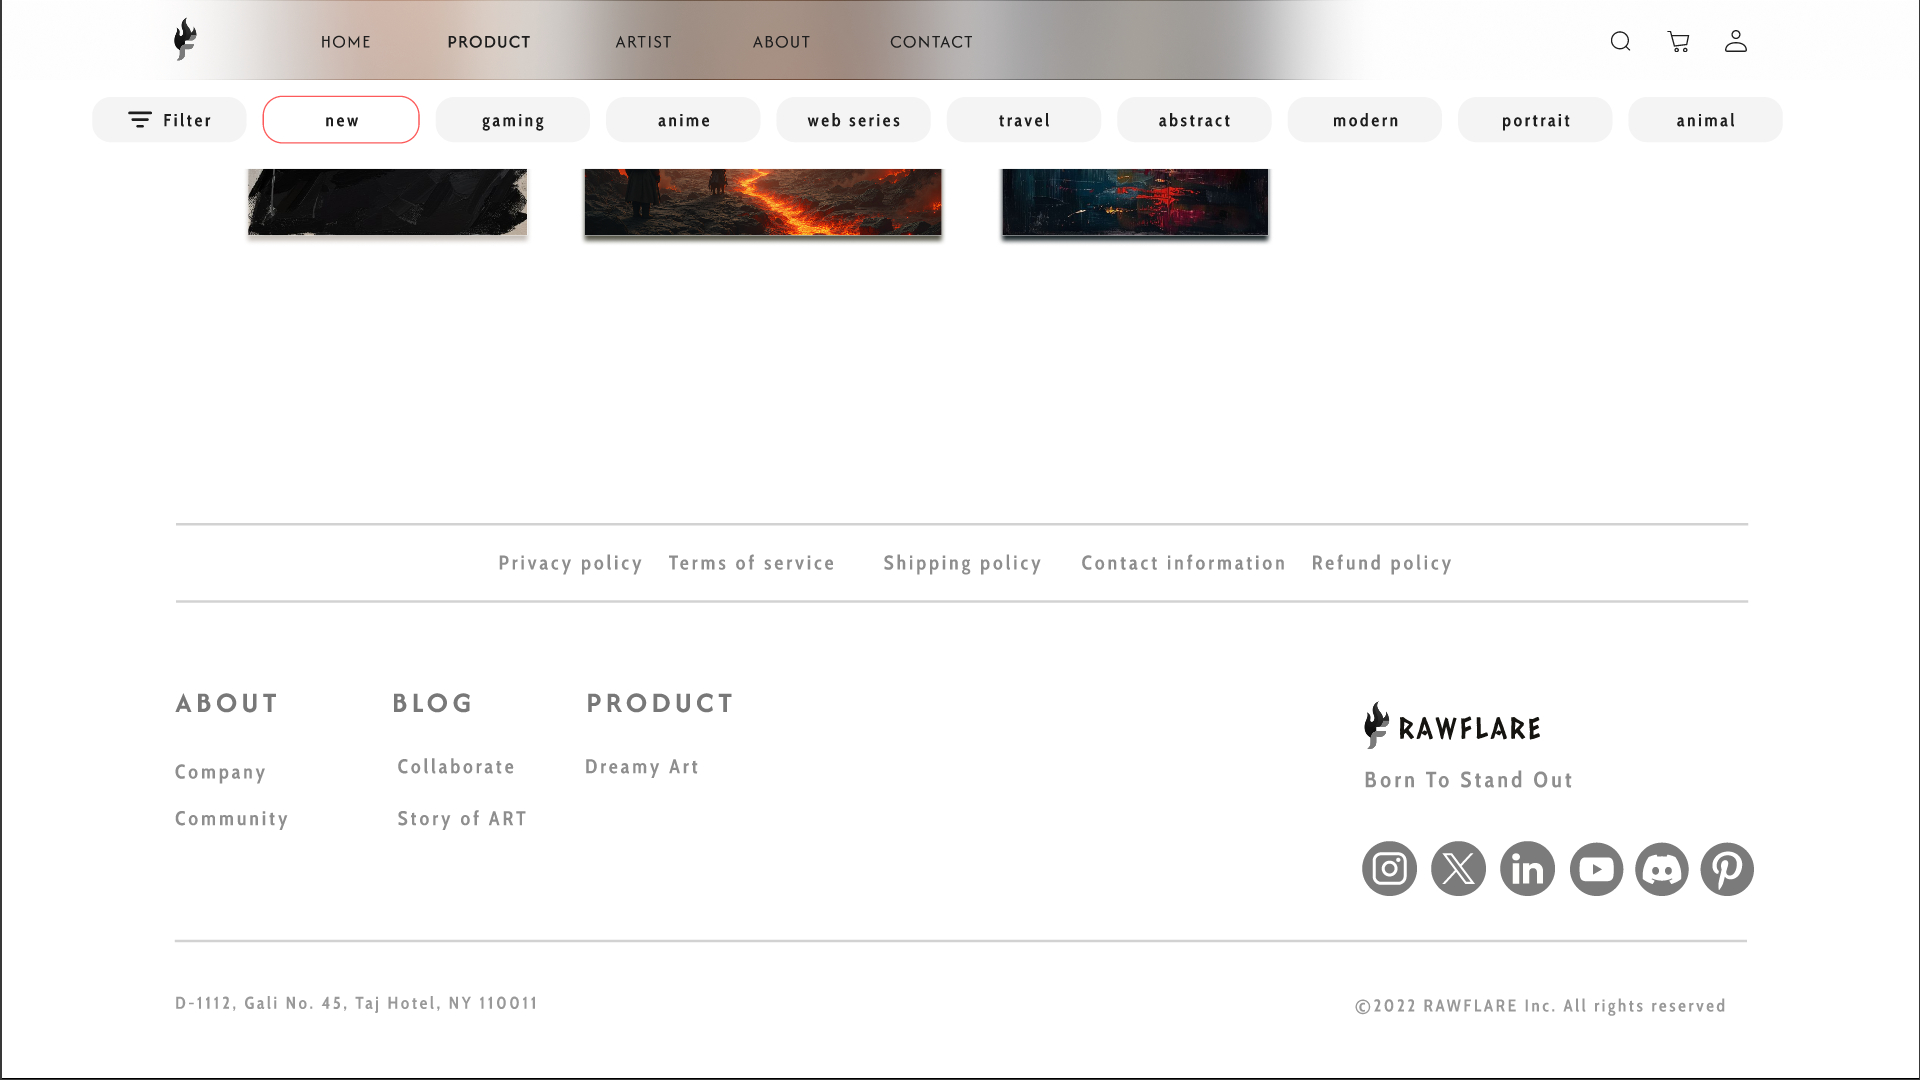 HOME PRODUCT ARTIST ABOUT CONTACT
Filter new gaming anime web series travel abstract modern portrait animal
Privacy policy Terms of service Shipping policy Contact information Refund policy
ABOUT BLOG PRODUCT
RAWFLARE
Company Collaborate Dreamy Art
Born To Stand Out
Community Story of ART
D-1112, Gali No. 45, Taj Hotel, NY 110011
©2022 RAWFLARE Inc. All rights reserved